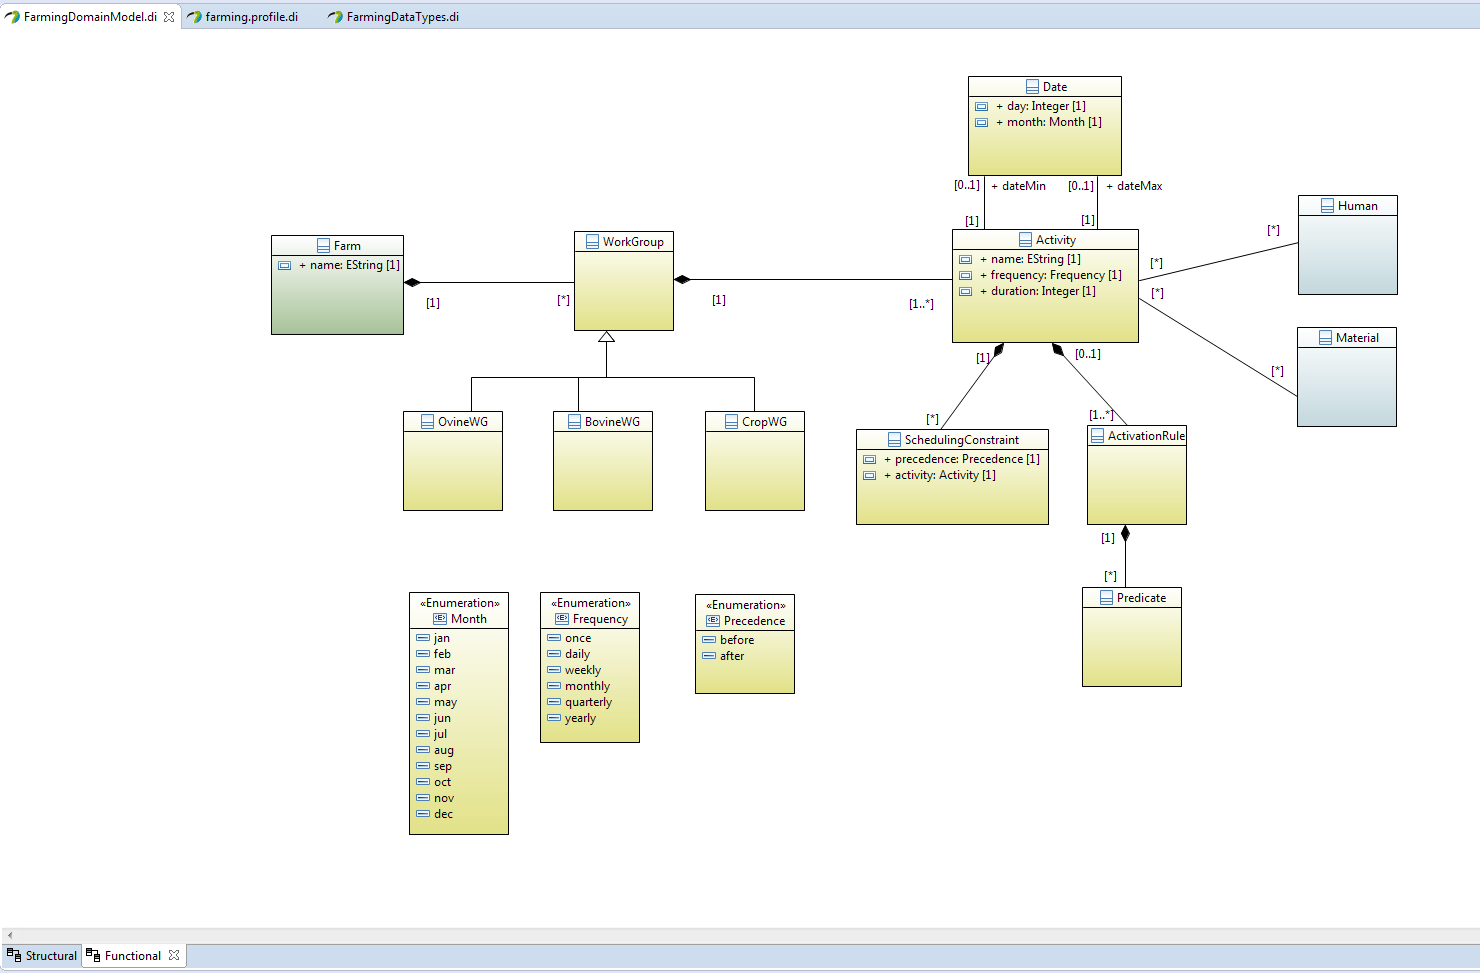 FarmingDomainModel.di
farming.profile.di
FarmingDataTypes.di
Date
+ day: Integer [1]
+ month: Month [1]
[0..1]
+ dateMin
[0..1]
+ dateMax
[1]
[1]
Human
[*]
Farm
+ name: EString [1]
WorkGroup
Activity
+ name: EString [1]
+ frequency: Frequency [1]
+ duration: Integer [1]
[*]
[*]
[1]
[*]
[1]
[1..*]
Material
[*]
[1]
[0..1]
[*]
[1..*]
OvineWG
BovineWG
CropWG
SchedulingConstraint
+ precedence: Precedence [1]
+ activity: Activity [1]
ActivationRule
[1]
[*]
Predicate
«Enumeration»
Month
jan
feb
mar
apr
may
jun
jul
aug
sep
oct
nov
dec
«Enumeration»
Frequency
once
daily
weekly
monthly
quarterly
yearly
«Enumeration»
Precedence
before
after
Structural
Functional